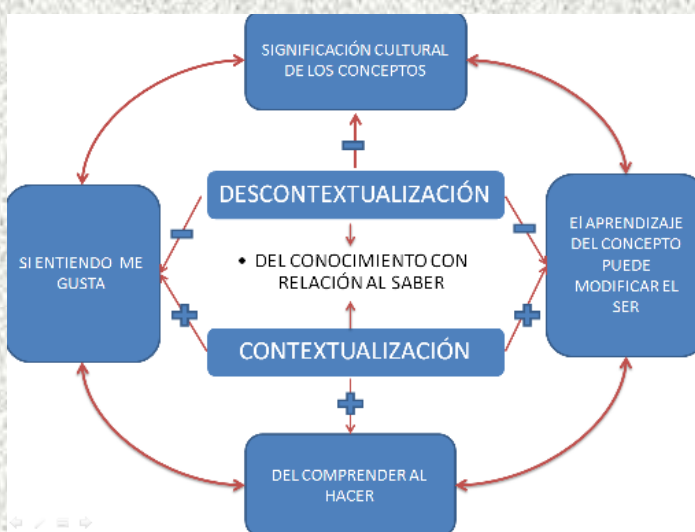 SIGNIFICACIÓN CULTURAL
DE LOS CONCEPTOS
DESCONTEXTUALIZACIÓN
SI ENTIENDO ME
GUSTA
• DEL CONOCIMIENTO CON
RELACIÓN AL SABER
El APRENDIZAJE
DEL CONCEPTO
PUEDE
MODIFICAR EL
SER
CONTEXTUALIZACIÓN
DEL COMPRENDER AL
HACER